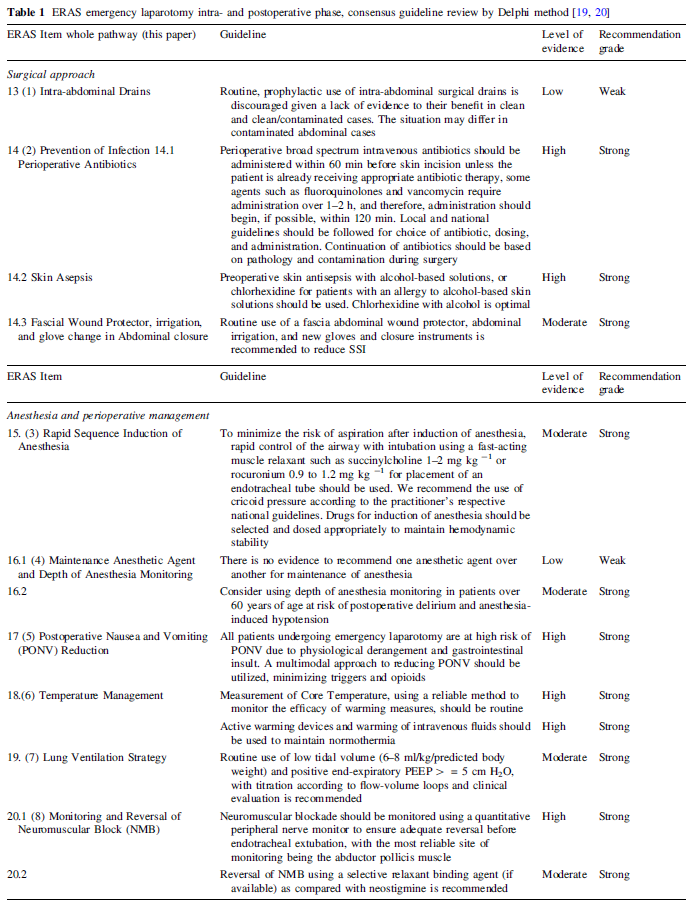 Table 1 ERAS emergency laparotomy intra- and postoperative phase, consensus guideline review by Delphi method [19, 20]
ERAS Item whole pathway (this paper) Guideline Level of Recommendation
evidence grade
Surgical approach
13 (1) Intra-abdominal Drains Routine, prophylactic use of intra-abdominal surgical drains is Low Weak
discouraged given a lack of evidence to their benefit in clean
and clean/contaminated cases. The situation may differ in
contaminated abdominal cases
14 (2) Prevention of Infection 14.1 Perioperative broad spectrum intravenous antibiotics should be High Strong
Perioperative Antibiotics administered within 60 min before skin incision unless the
patient is already receiving appropriate antibiotic therapy, some
agents such as fluoroquinolones and vancomycin require
administration over 1–2 h, and therefore, administration should
begin, if possible, within 120 min. Local and national
guidelines should be followed for choice of antibiotic, dosing,
and administration. Continuation of antibiotics should be based
on pathology and contamination during surgery
14.2 Skin Asepsis Preoperative skin antisepsis with alcohol-based solutions, or High Strong
chlorhexidine for patients with an allergy to alcohol-based skin
solutions should be used. Chlorhexidine with alcohol is optimal
14.3 Fascial Wound Protector, irrigation, Routine use of a fascia abdominal wound protector, abdominal Moderate Strong
and glove change in Abdominal closure irrigation, and new gloves and closure instruments is
recommended to reduce SSI
ERAS Item Guideline Level of Recommendation
evidence grade
Anesthesia and perioperative management
15. (3) Rapid Sequence Induction of To minimize the risk of aspiration after induction of anesthesia, Moderate Strong
Anesthesia rapid control of the airway with intubation using a fast-acting
muscle relaxant such as succinylcholine 1–2 mg kg −1 or
rocuronium 0.9 to 1.2 mg kg −1 for placement of an
endotracheal tube should be used. We recommend the use of
cricoid pressure according to the practitioner's respective
national guidelines. Drugs for induction of anesthesia should be
selected and dosed appropriately to maintain hemodynamic
stability
16.1 (4) Maintenance Anesthetic Agent There is no evidence to recommend one anesthetic agent over Low Weak
and Depth of Anesthesia Monitoring another for maintenance of anesthesia
16.2 Consider using depth of anesthesia monitoring in patients over Moderate Strong
60 years of age at risk of postoperative delirium and anesthesia-
induced hypotension
17 (5) Postoperative Nausea and Vomiting All patients undergoing emergency laparotomy are at high risk of High Strong
(PONV) Reduction PONV due to physiological derangement and gastrointestinal
insult. A multimodal approach to reducing PONV should be
utilized, minimizing triggers and opioids
18.(6) Temperature Management Measurement of Core Temperature, using a reliable method to High Strong
monitor the efficacy of warming measures, should be routine
Active warming devices and warming of intravenous fluids should High Strong
be used to maintain normothermia
19. (7) Lung Ventilation Strategy Routine use of low tidal volume (6–8 ml/kg/predicted body Moderate Strong
weight) and positive end-expiratory PEEP > = 5 cm H2O,
with titration according to flow-volume loops and clinical
evaluation is recommended
20.1 (8) Monitoring and Reversal of Neuromuscular blockade should be monitored using a quantitative High Strong
Neuromuscular Block (NMB) peripheral nerve monitor to ensure adequate reversal before
endotracheal extubation, with the most reliable site of
monitoring being the abductor pollicis muscle
20.2 Reversal of NMB using a selective relaxant binding agent (if Moderate Strong
available) as compared with neostigmine is recommended